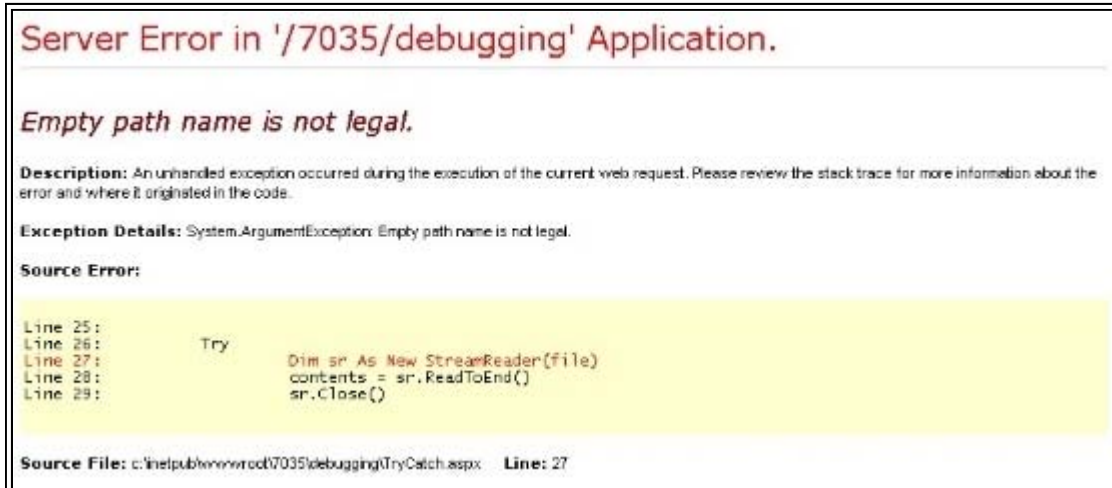 Server Error in '/7035/debugging' Application.
Empty path name is not legal.
Description: An unhandled exception occurred during the execution of the current web request. Please review the stack trace for more information about the
error and where it originated in the code.
Exception Details: System.ArgumentException: Empty path name is not legal.
Source Error:
Line 25:
Line 26: Try
Line 27: Dim sr As New StreamReader(file)
Line 28: contents = sr.ReadToEnd()
Line 29: sr.Close()
Source File: c:\inetpub\wwwroot\7035\debugging\TryCatch.aspx Line: 27